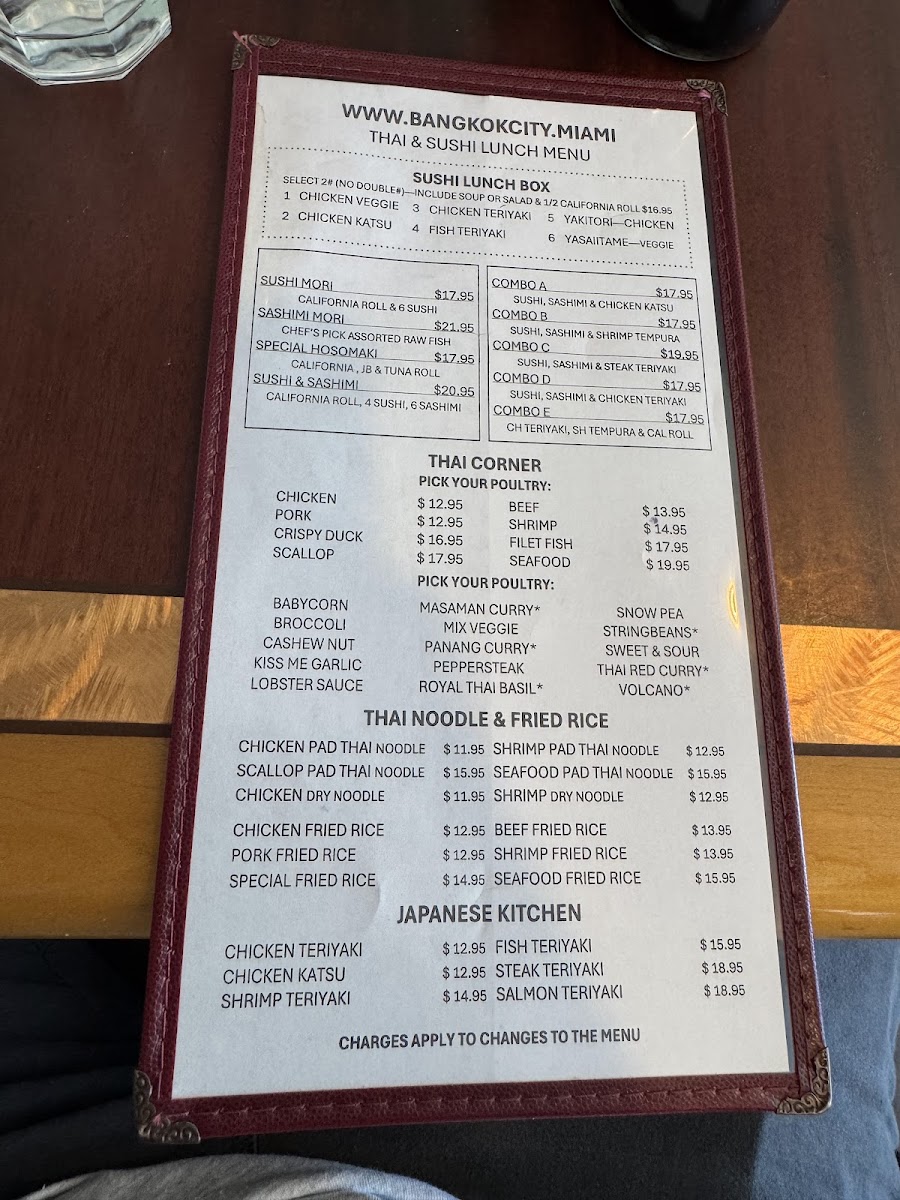 WWW.BANGKOKCITY.MIAMI
THAI & SUSHI LUNCH MENU
SUSHI LUNCH BOX
SELECT 2# (NO DOUBLE#)—INCLUDE SOUP OR SALAD & 1/2 CALIFORNIA ROLL $16.95
1 CHICKEN VEGGIE 3 CHICKEN TERIYAKI 5 YAKITORI—CHICKEN
2 CHICKEN KATSU 4 FISH TERIYAKI 6 YASAIITAME—VEGGIE
SUSHI MORI $17.95
CALIFORNIA ROLL & 6 SUSHI
SASHIMI MORI $21.95
CHEF'S PICK ASSORTED RAW FISH
SPECIAL HOSOMAKI $17.95
CALIFORNIA , JB & TUNA ROLL
SUSHI & SASHIMI $20.95
CALIFORNIA ROLL, 4 SUSHI, 6 SASHIMI
COMBO A $17.95
SUSHI, SASHIMI & CHICKEN KATSU
COMBO B $17.95
SUSHI, SASHIMI & SHRIMP TEMPURA
COMBO C $19.95
SUSHI, SASHIMI & STEAK TERIYAKI
COMBO D $17.95
SUSHI, SASHIMI & CHICKEN TERIYAKI
COMBO E $17.95
CH TERIYAKI, SH TEMPURA & CAL ROLL
THAI CORNER
PICK YOUR POULTRY:
CHICKEN $ 12.95 BEEF $ 13.95
PORK $ 12.95 SHRIMP $ 14.95
CRISPY DUCK $ 16.95 FILET FISH $ 17.95
SCALLOP $ 17.95 SEAFOOD $ 19.95
PICK YOUR POULTRY:
BABYCORN MASAMAN CURRY* SNOW PEA
BROCCOLI MIX VEGGIE STRINGBEANS*
CASHEW NUT PANANG CURRY* SWEET & SOUR
KISS ME GARLIC PEPPERSTEAK THAI RED CURRY*
LOBSTER SAUCE ROYAL THAI BASIL* VOLCANO*
THAI NOODLE & FRIED RICE
CHICKEN PAD THAI NOODLE $ 11.95 SHRIMP PAD THAI NOODLE $ 12.95
SCALLOP PAD THAI NOODLE $ 15.95 SEAFOOD PAD THAI NOODLE $ 15.95
CHICKEN DRY NOODLE $ 11.95 SHRIMP DRY NOODLE $ 12.95
CHICKEN FRIED RICE $ 12.95 BEEF FRIED RICE $ 13.95
PORK FRIED RICE $ 12.95 SHRIMP FRIED RICE $ 13.95
SPECIAL FRIED RICE $ 14.95 SEAFOOD FRIED RICE $ 15.95
JAPANESE KITCHEN
CHICKEN TERIYAKI $ 12.95 FISH TERIYAKI $ 15.95
CHICKEN KATSU $ 12.95 STEAK TERIYAKI $ 18.95
SHRIMP TERIYAKI $ 14.95 SALMON TERIYAKI $ 18.95
CHARGES APPLY TO CHANGES TO THE MENU